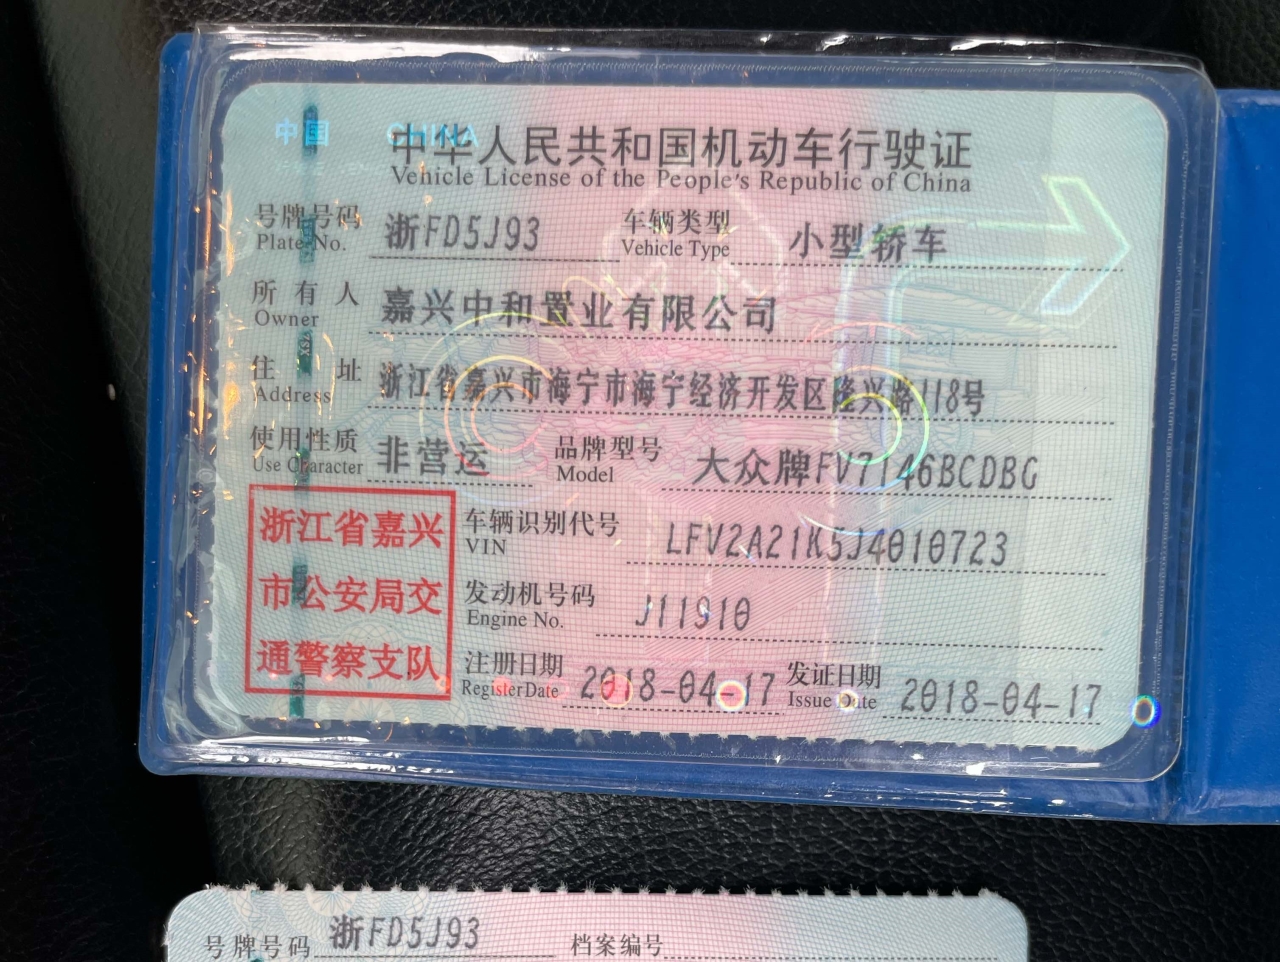 中国 CHINA
中华人民共和国机动车行驶证
Vehicle License of the People's Republic of China
号牌号码 浙FD5J93 车辆类型 小型轿车
Plate No. Vehicle Type
所有人 嘉兴中和置业有限公司
Owner
住址 浙江省嘉兴市海宁市海宁经济开发区隆兴路118号
Address
使用性质 非营运 品牌型号 大众牌FV7146BCDBG
Use Character Model
浙江省嘉兴
市公安局交
通警察支队
车辆识别代号 LFV2A21K5J4010723
VIN
发动机号码 J11910
Engine No.
注册日期 2018-04-17 发证日期 2018-04-17
Register Date Issue Date
号牌号码 浙FD5J93 档案编号